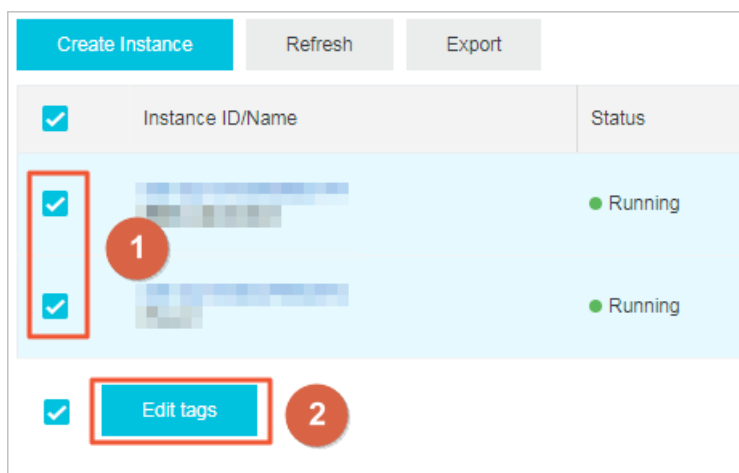 Create Instance Refresh Export
Instance ID/Name Status
Running
1
Running
Edit tags 2